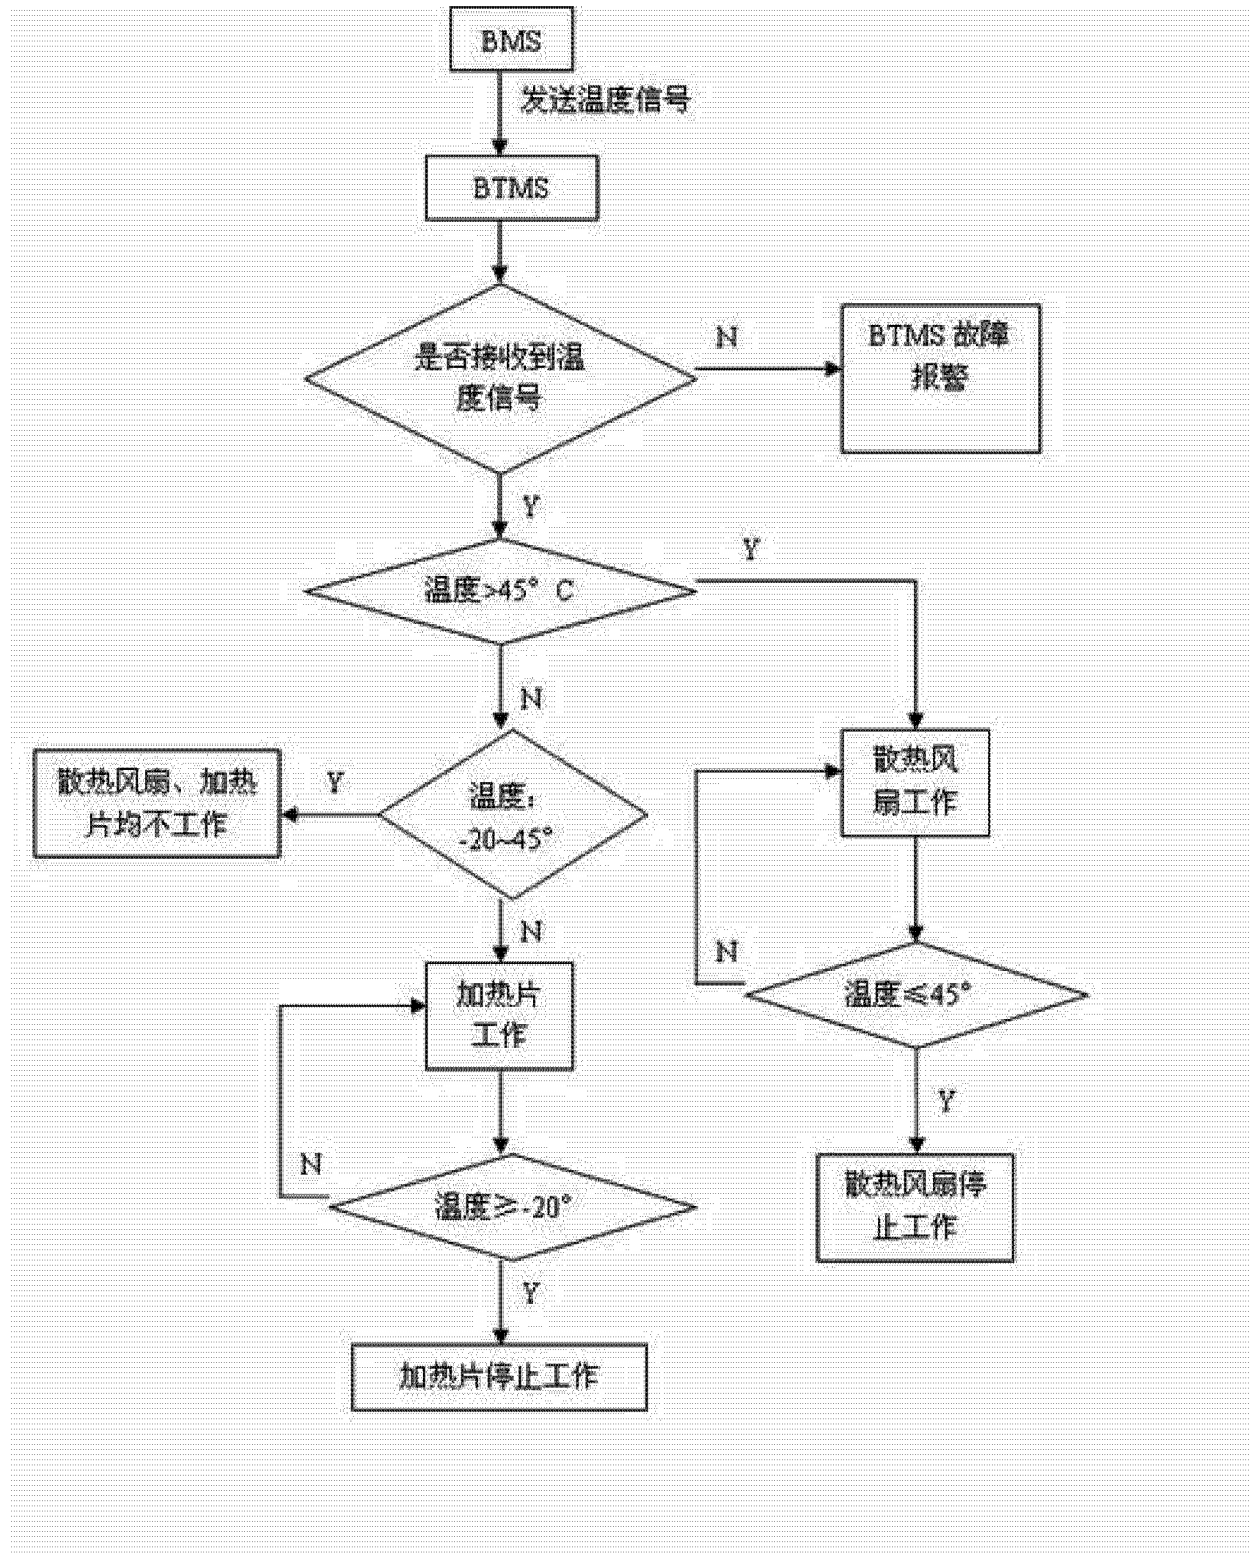 BMS
发送温度信号
BTMS
是否接收到温
度信号
N
BTMS 故障
报警
Y
温度>45° C
Y
N
散热风扇、加热
片均不工作
Y
温度：
-20~45°
散热风
扇工作
N
加热片
工作
N
温度≤45°
Y
N
温度≥-20°
散热风扇停
止工作
Y
加热片停止工作